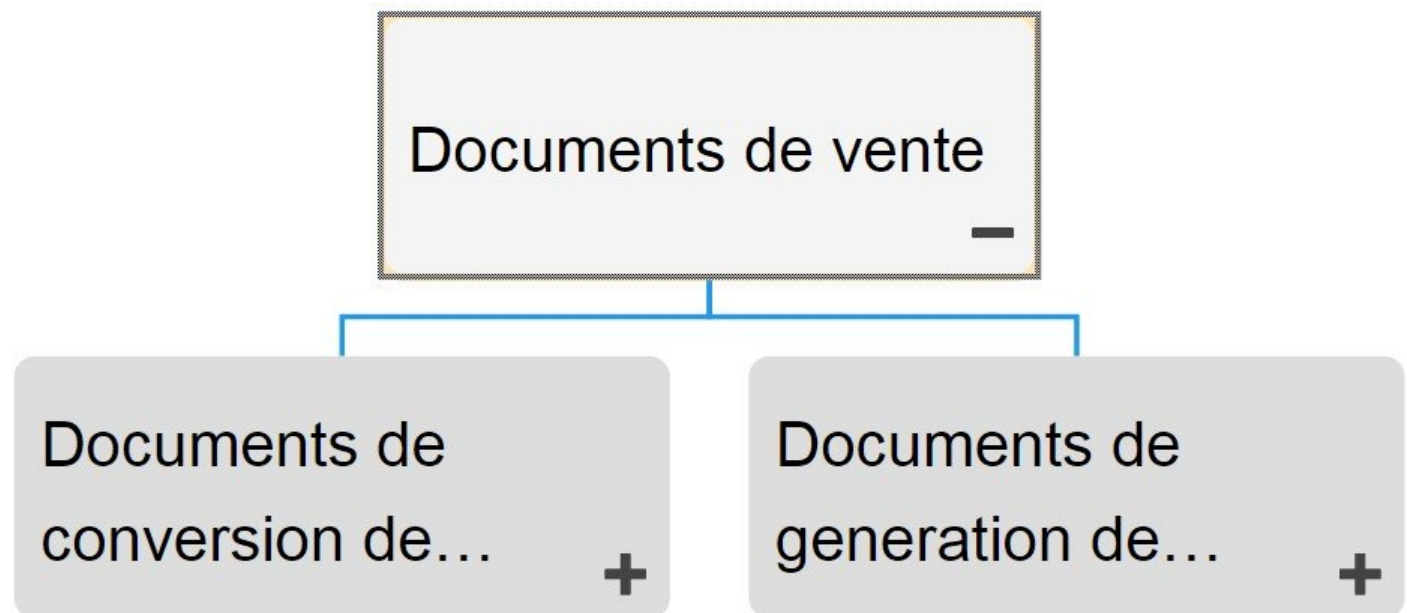 Documents de vente
Documents de
conversion de…
Documents de
generation de…